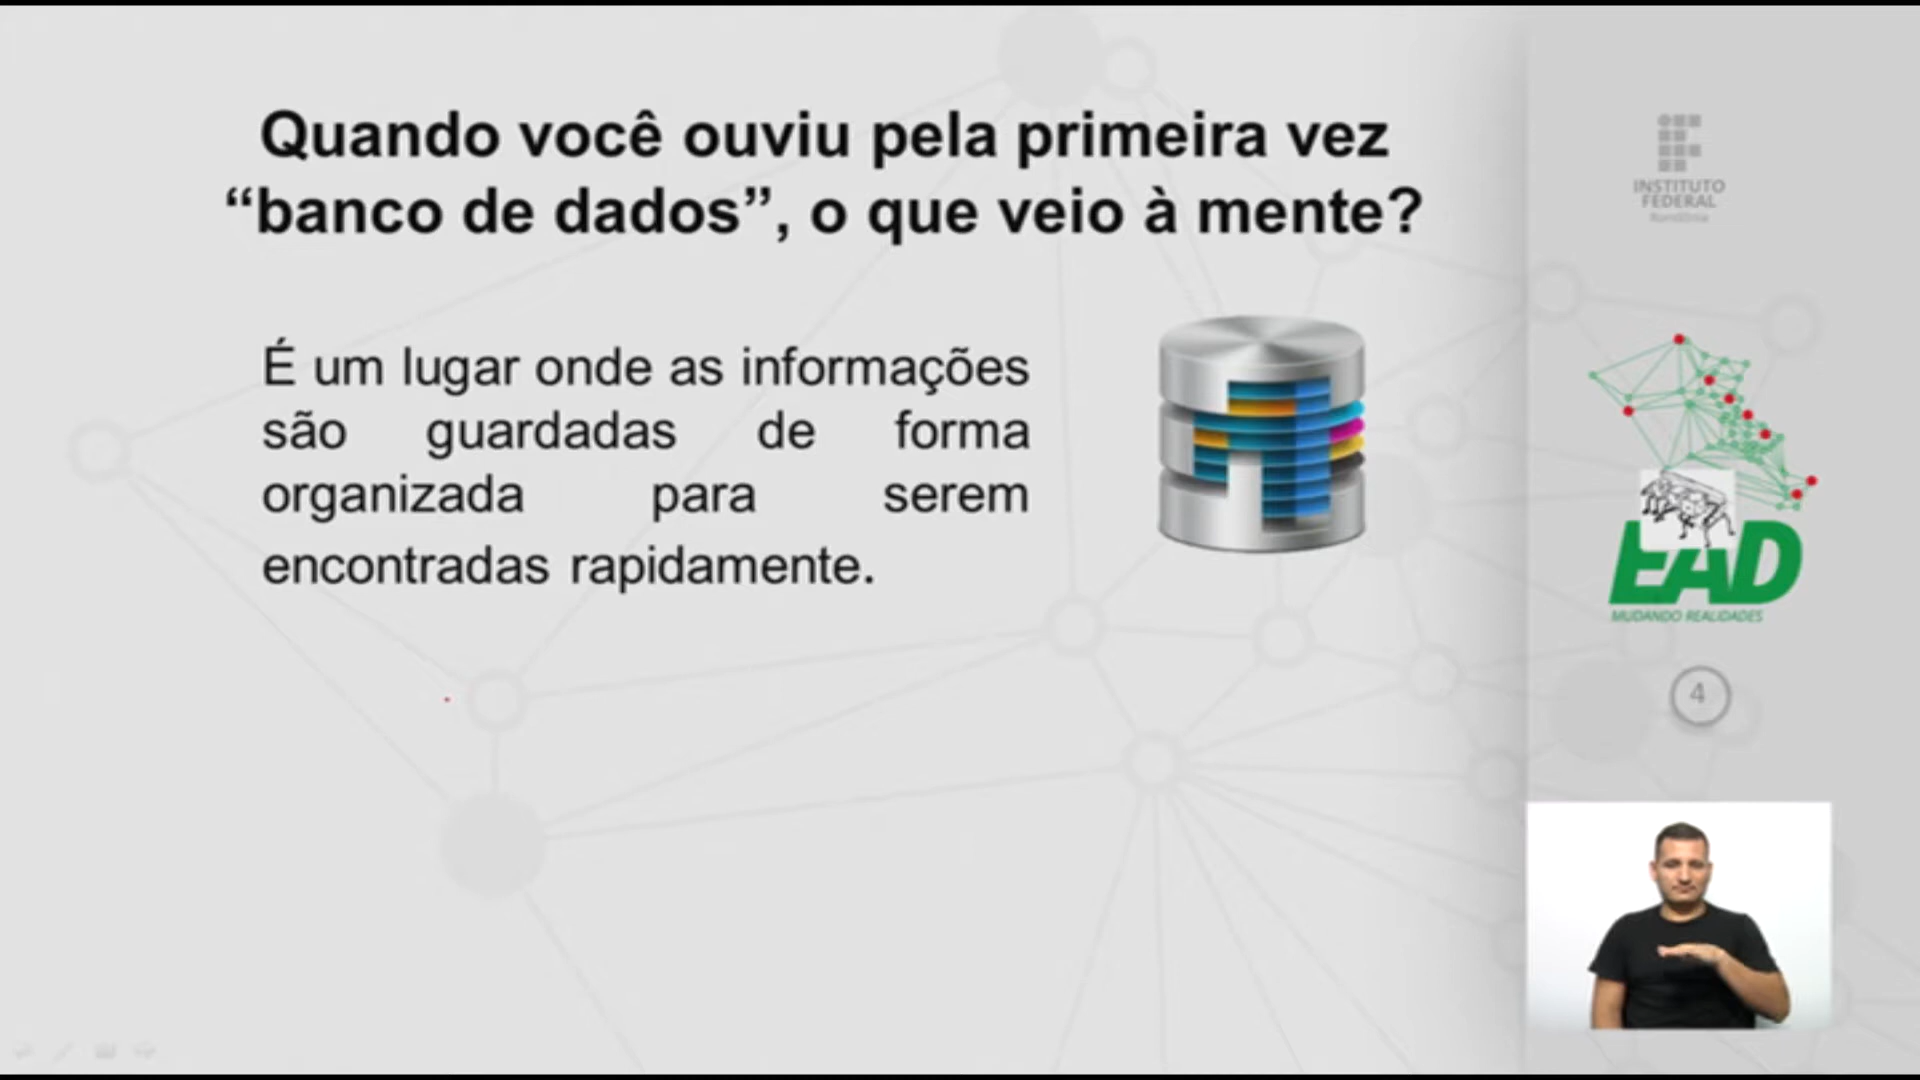 Quando você ouviu pela primeira vez
“banco de dados”, o que veio à mente?
É um lugar onde as informações
são guardadas de forma
organizada para serem
encontradas rapidamente.
INSTITUTO
FEDERAL
Rondônia
EAD
MUDANDO REALIDADES
4